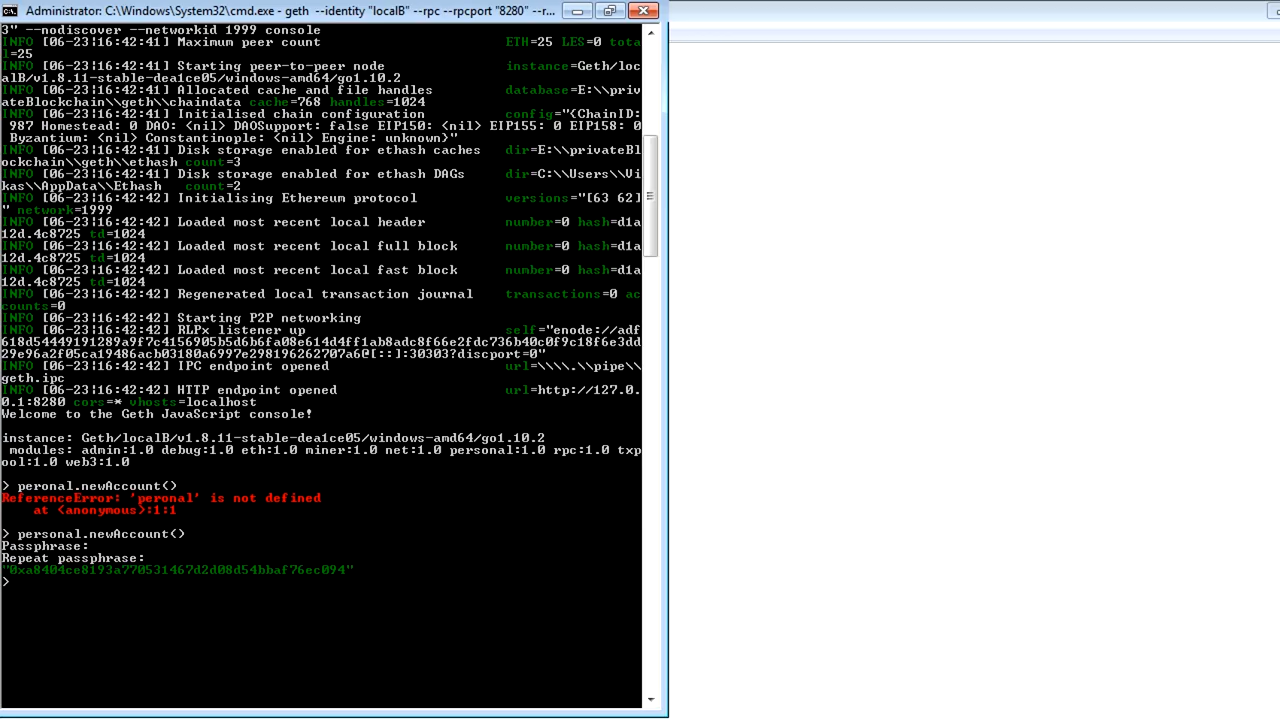 Administrator: C:\Windows\System32\cmd.exe - geth --identity "localB" --rpc --rpcport "8280" --r...
3" --nodiscover --networkid 1999 console
INFO [06-23|16:42:41] Maximum peer count ETH=25 LES=0 tota
l=25
INFO [06-23|16:42:41] Starting peer-to-peer node instance=Geth/loc
alB/v1.8.11-stable-dea1ce05/windows-amd64/go1.10.2
INFO [06-23|16:42:41] Allocated cache and file handles database=E:\\priv
ateBlockchain\\geth\\chaindata cache=768 handles=1024
INFO [06-23|16:42:41] Initialised chain configuration config="{ChainID:
987 Homestead: 0 DAO: <nil> DAOSupport: false EIP150: <nil> EIP155: 0 EIP158: 0
Byzantium: <nil> Constantinople: <nil> Engine: unknown}"
INFO [06-23|16:42:41] Disk storage enabled for ethash caches dir=E:\\privateBl
ockchain\\geth\\ethash count=3
INFO [06-23|16:42:41] Disk storage enabled for ethash DAGs dir=C:\\Users\\Vi
kas\\AppData\\Ethash count=2
INFO [06-23|16:42:42] Initialising Ethereum protocol versions="[63 62]
" network=1999
INFO [06-23|16:42:42] Loaded most recent local header number=0 hash=d1a
12d.4c8725 td=1024
INFO [06-23|16:42:42] Loaded most recent local full block number=0 hash=d1a
12d.4c8725 td=1024
INFO [06-23|16:42:42] Loaded most recent local fast block number=0 hash=d1a
12d.4c8725 td=1024
INFO [06-23|16:42:42] Regenerated local transaction journal transactions=0 ac
counts=0
INFO [06-23|16:42:42] Starting P2P networking
INFO [06-23|16:42:42] RLPx listener up self="enode://adf
618d54449191289a9f7c4156905b5d6b6fa08e614d4ff1ab8adc8f66e2fdc736b40c0f9c18f6e3dd
29e96a2f05ca19486acb03180a6997e298196262707a6@[::]:30303?discport=0"
INFO [06-23|16:42:42] IPC endpoint opened url=\\\\.\\pipe\\
geth.ipc
INFO [06-23|16:42:42] HTTP endpoint opened url=http://127.0.
0.1:8280 cors=* vhosts=localhost
Welcome to the Geth JavaScript console!
instance: Geth/localB/v1.8.11-stable-dea1ce05/windows-amd64/go1.10.2
modules: admin:1.0 debug:1.0 eth:1.0 miner:1.0 net:1.0 personal:1.0 rpc:1.0 txp
ool:1.0 web3:1.0
> peronal.newAccount()
ReferenceError: 'peronal' is not defined
at <anonymous>:1:1
> personal.newAccount()
Passphrase:
Repeat passphrase:
"0xa8404ce8193a770531467d2d08d54bbaf76ec094"
>